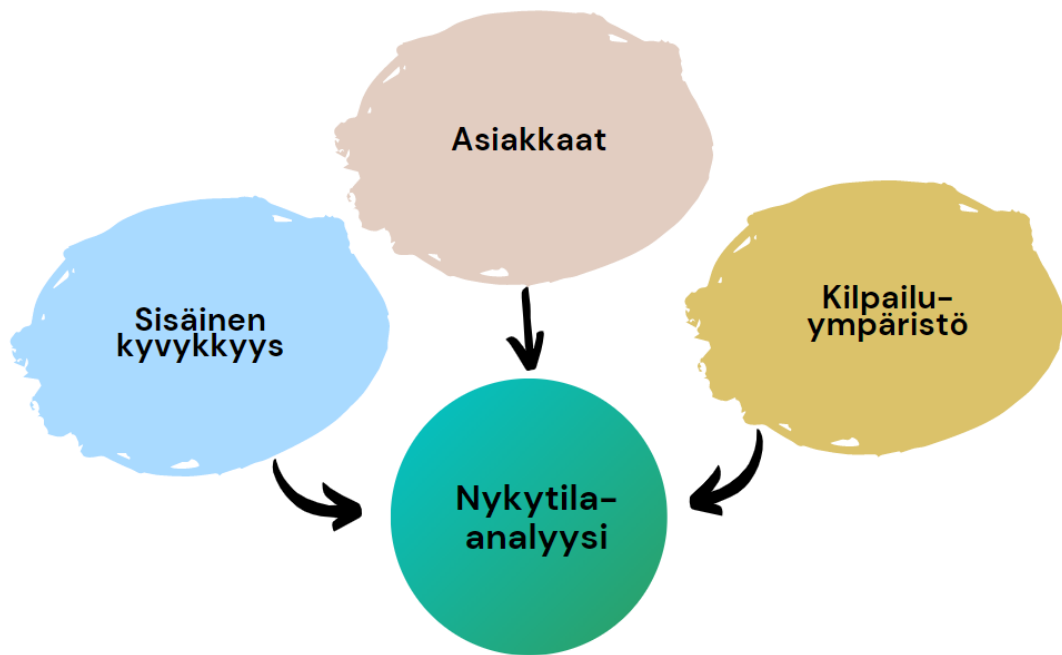 Asiakkaat
Sisäinen
kyvykkyys
Kilpailu-
ympäristö
Nykytila-
analyysi